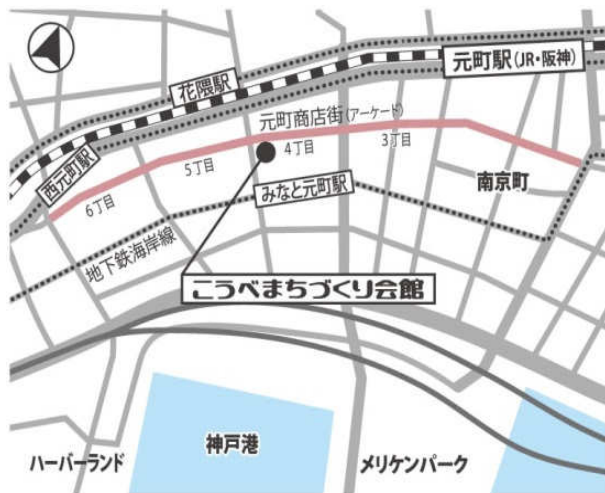 元町駅(JR・阪神)
花隈駅
元町商店街(アーケード)
西元町駅
6丁目
5丁目
4丁目
3丁目
南京町
みなと元町駅
地下鉄海岸線
こうべまちづくり会館
ハーバーランド
神戸港
メリケンパーク